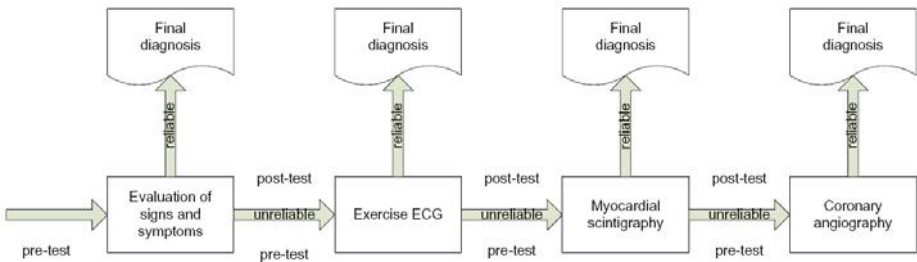 Final
diagnosis
Final
diagnosis
Final
diagnosis
Final
diagnosis
reliable
reliable
reliable
reliable
pre-test
Evaluation of
signs and
symptoms
post-test
unreliable
pre-test
Exercise ECG
post-test
unreliable
pre-test
Myocardial
scintigraphy
post-test
unreliable
pre-test
Coronary
angiography